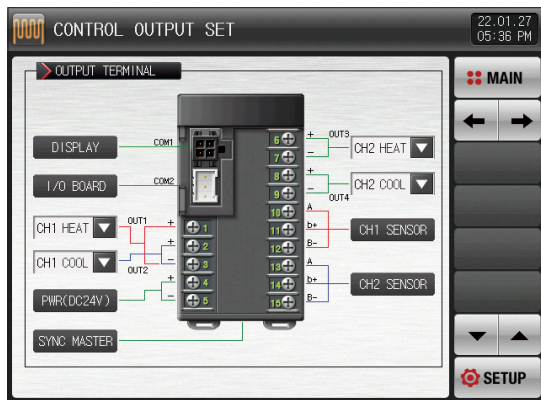 CONTROL OUTPUT SET
22.01.27
05:36 PM
OUTPUT TERMINAL
MAIN
DISPLAY
COM1
I/O BOARD
COM2
CH1 HEAT
OUT1
CH1 COOL
OUT2
PWR(DC24V)
SYNC MASTER
+
+
-
+
-
1
2
3
4
5
6
7
8
9
10
11
12
13
14
15
+
-
+
-
A
b+
B-
A
b+
B-
OUT3
CH2 HEAT
CH2 COOL
OUT4
CH1 SENSOR
CH2 SENSOR
SETUP